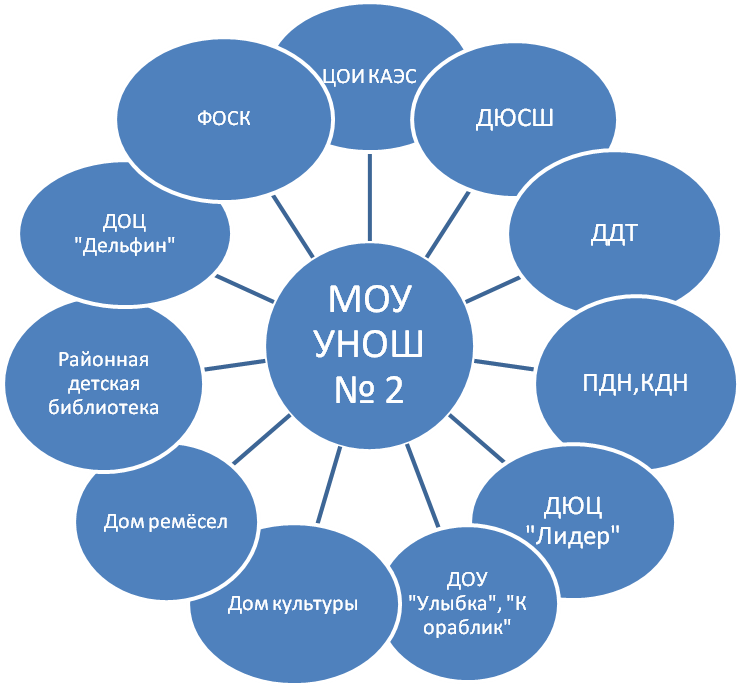 ЦОИ КАЭС
ДЮСШ
ДДТ
ПДН,КДН
ДЮЦ
"Лидер"
ДОУ
"Улыбка", "К
ораблик"
Дом культуры
Дом ремёсел
Районная
детская
библиотека
ДОЦ
"Дельфин"
ФОСК
МОУ
УНОШ
№ 2